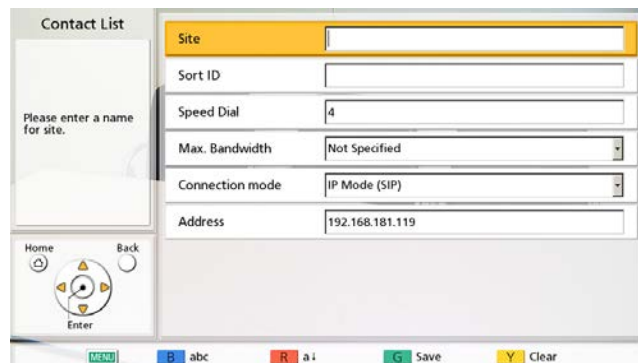 Contact List
Please enter a name
for site.
Site
Sort ID
Speed Dial
4
Max. Bandwidth
Not Specified
Connection mode
IP Mode (SIP)
Address
192.168.181.119
Home
Back
Enter
MENU
B abc
R a↓
G Save
Y Clear